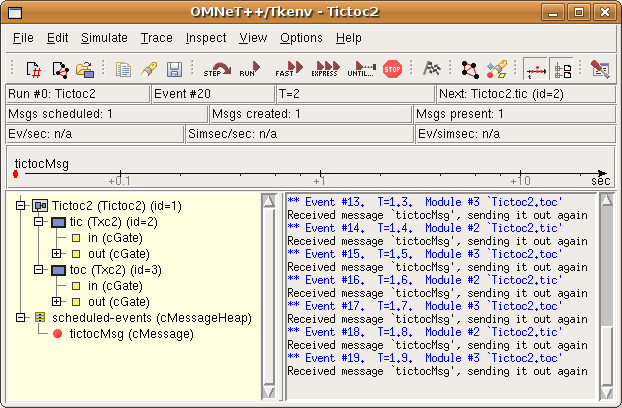 OMNeT++/Tkenv - Tictoc2
File Edit Simulate Trace Inspect View Options Help
STEP RUN FAST EXPRESS UNTIL... STOP
Run #0: Tictoc2 Event #20 T=2 Next: Tictoc2.tic (id=2)
Msgs scheduled: 1 Msgs created: 1 Msgs present: 1
Ev/sec: n/a Simsec/sec: n/a Ev/simsec: n/a
tictocMsg
+0.1 +1 +10 sec
Tictoc2 (Tictoc2) (id=1)
tic (Txc2) (id=2)
in (cGate)
out (cGate)
toc (Txc2) (id=3)
in (cGate)
out (cGate)
scheduled-events (cMessageHeap)
tictocMsg (cMessage)
** Event #13. T=1.3. Module #3 `Tictoc2.toc'
Received message `tictocMsg', sending it out again
** Event #14. T=1.4. Module #2 `Tictoc2.tic'
Received message `tictocMsg', sending it out again
** Event #15. T=1.5. Module #3 `Tictoc2.toc'
Received message `tictocMsg', sending it out again
** Event #16. T=1.6. Module #2 `Tictoc2.tic'
Received message `tictocMsg', sending it out again
** Event #17. T=1.7. Module #3 `Tictoc2.toc'
Received message `tictocMsg', sending it out again
** Event #18. T=1.8. Module #2 `Tictoc2.tic'
Received message `tictocMsg', sending it out again
** Event #19. T=1.9. Module #3 `Tictoc2.toc'
Received message `tictocMsg', sending it out again